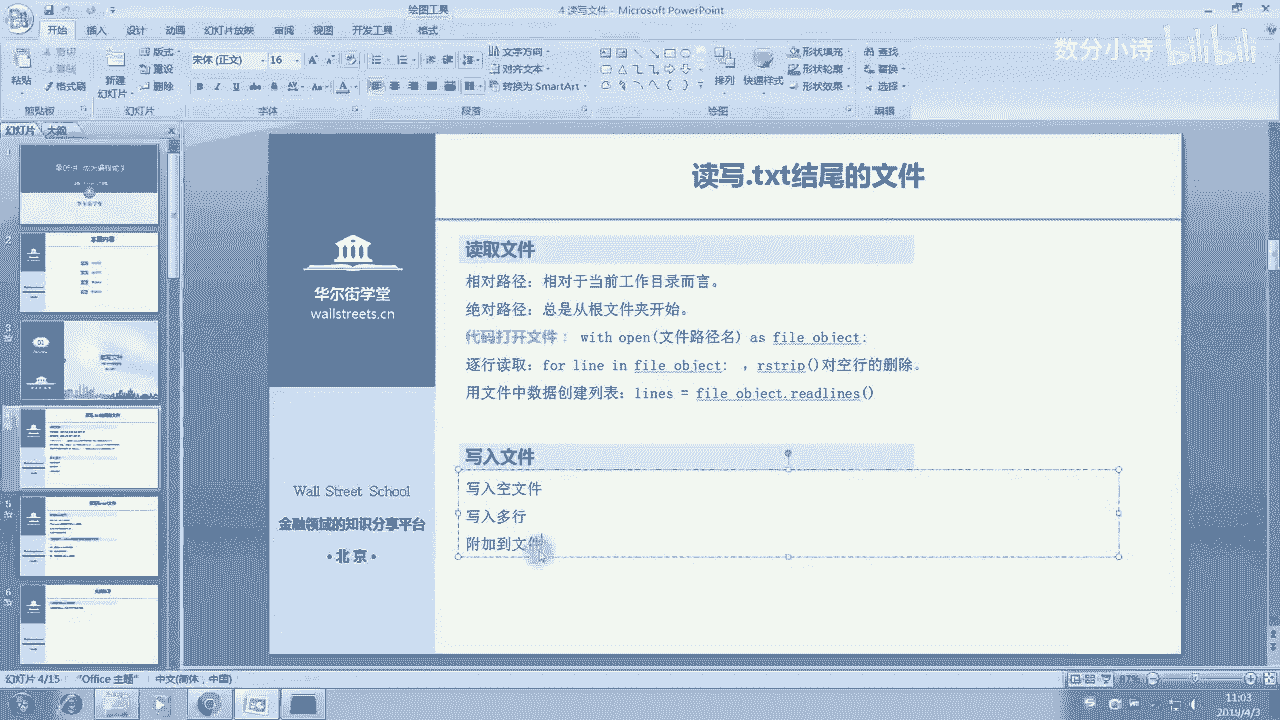 绘图工具
4.读写文件 - Microsoft PowerPoint
开始 插入 设计 动画 幻灯片放映 审阅 视图 开发工具 格式
数分小诗 bilibili
粘贴
剪切
复制
格式刷
剪贴板
新建
幻灯片
版式
重设
删除
幻灯片
宋体 (正文) 16
字体
文字方向
对齐文本
转换为 SmartArt
段落
排列
快速样式
形状填充
形状轮廓
形状效果
绘图
查找
替换
选择
编辑
幻灯片 大纲
读写.txt结尾的文件
读取文件
相对路径：相对于当前工作目录而言。
绝对路径：总是从根文件夹开始。
代码打开文件： with open(文件路径名) as file_object:
逐行读取：for line in file_object: ，rstrip()对空行的删除。
用文件中数据创建列表：lines = file_object.readlines()
写入文件
写入空文件
写入多行
附加到文件
华尔街学堂
wallstreets.cn
Wall Street School
金融领先的知识分享平台
•北 京•
幻灯片 4/15 "Office 主题" 中文(简体，中国)
11:03
2019/4/3